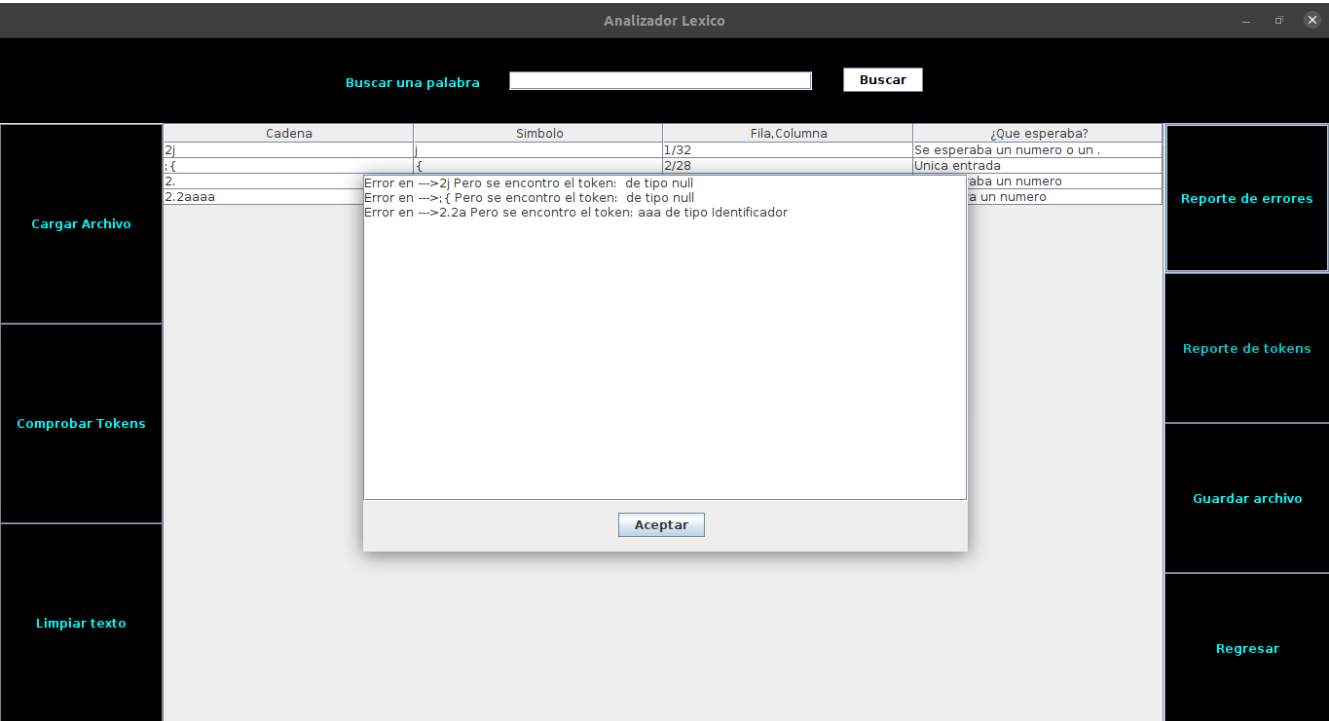 Analizador Lexico
Buscar una palabra
Buscar
Cadena Simbolo Fila,Columna ¿Que esperaba?
2j j 1/32 Se esperaba un numero o un .
:{ { 2/28 Unica entrada
2. un numero
2.2aaaa un numero
Error en --->2j Pero se encontro el token:  de tipo null
Error en --->:{ Pero se encontro el token:  de tipo null
Error en --->2.2a Pero se encontro el token: aaa de tipo Identificador
Aceptar
Cargar Archivo
Comprobar Tokens
Limpiar texto
Reporte de errores
Reporte de tokens
Guardar archivo
Regresar